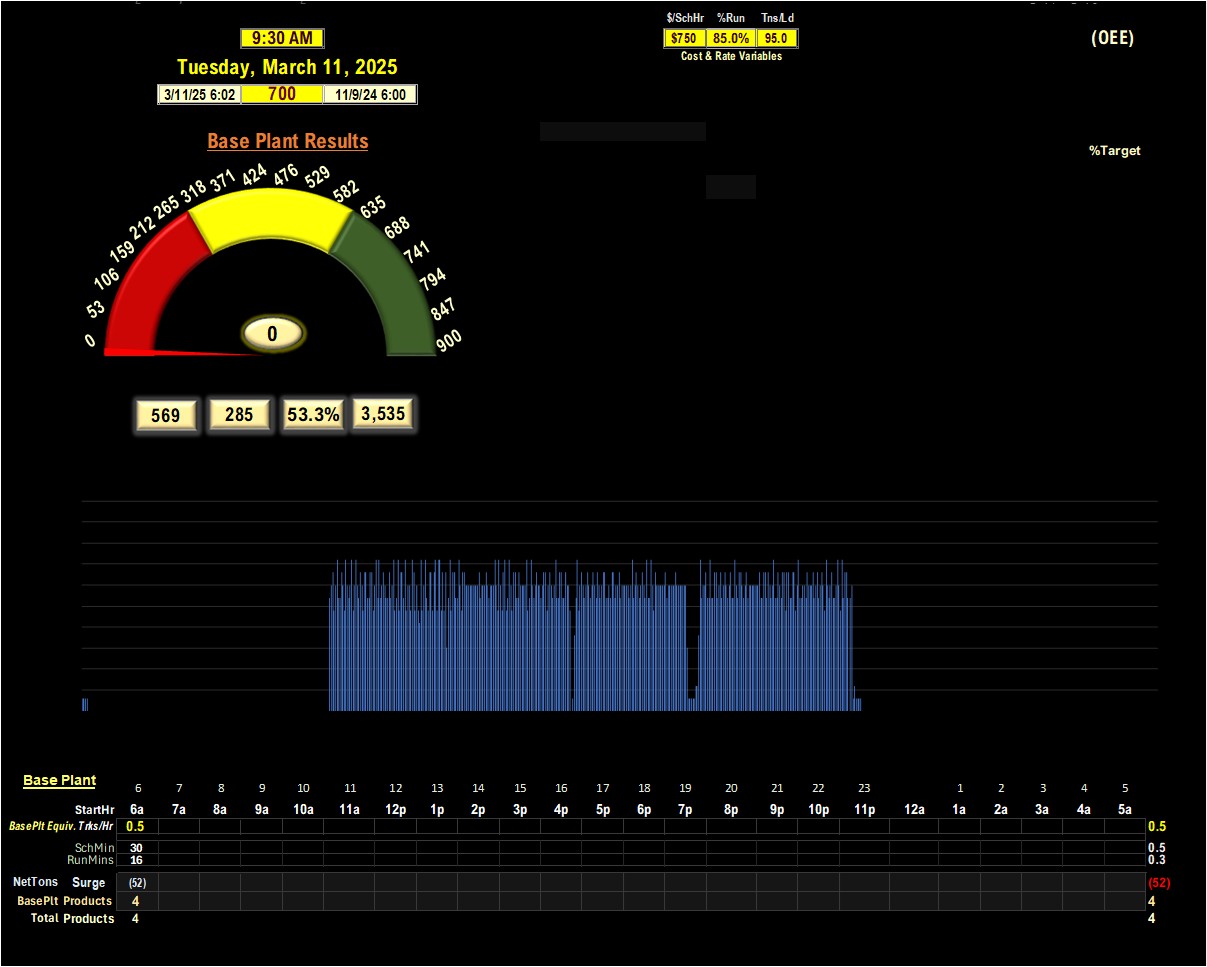 $/SchHr %Run Tns/Ld
9:30 AM
$750 85.0% 95.0
(OEE)
Cost & Rate Variables
Tuesday, March 11, 2025
3/11/25 6:02 700 11/9/24 6:00
Base Plant Results
%Target
0 53 106 159 212 265 318 371 424 476 529 582 635 688 741 794 847 900
0
569 285 53.3% 3,535
Base Plant
6 7 8 9 10 11 12 13 14 15 16 17 18 19 20 21 22 23 1 2 3 4 5
StartHr 6a 7a 8a 9a 10a 11a 12p 1p 2p 3p 4p 5p 6p 7p 8p 9p 10p 11p 12a 1a 2a 3a 4a 5a
BasePlt Equiv. Trks/Hr 0.5 0.5
SchMin 30 0.5
RunMins 16 0.3
NetTons Surge (52) (52)
BasePlt Products 4 4
Total Products 4 4